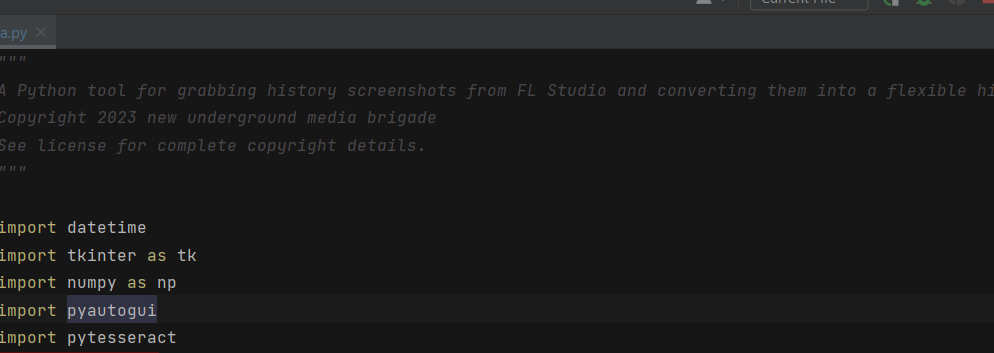 Current File
a.py
"""
A Python tool for grabbing history screenshots from FL Studio and converting them into a flexible hi
Copyright 2023 new underground media brigade
See license for complete copyright details.
"""
import datetime
import tkinter as tk
import numpy as np
import pyautogui
import pytesseract